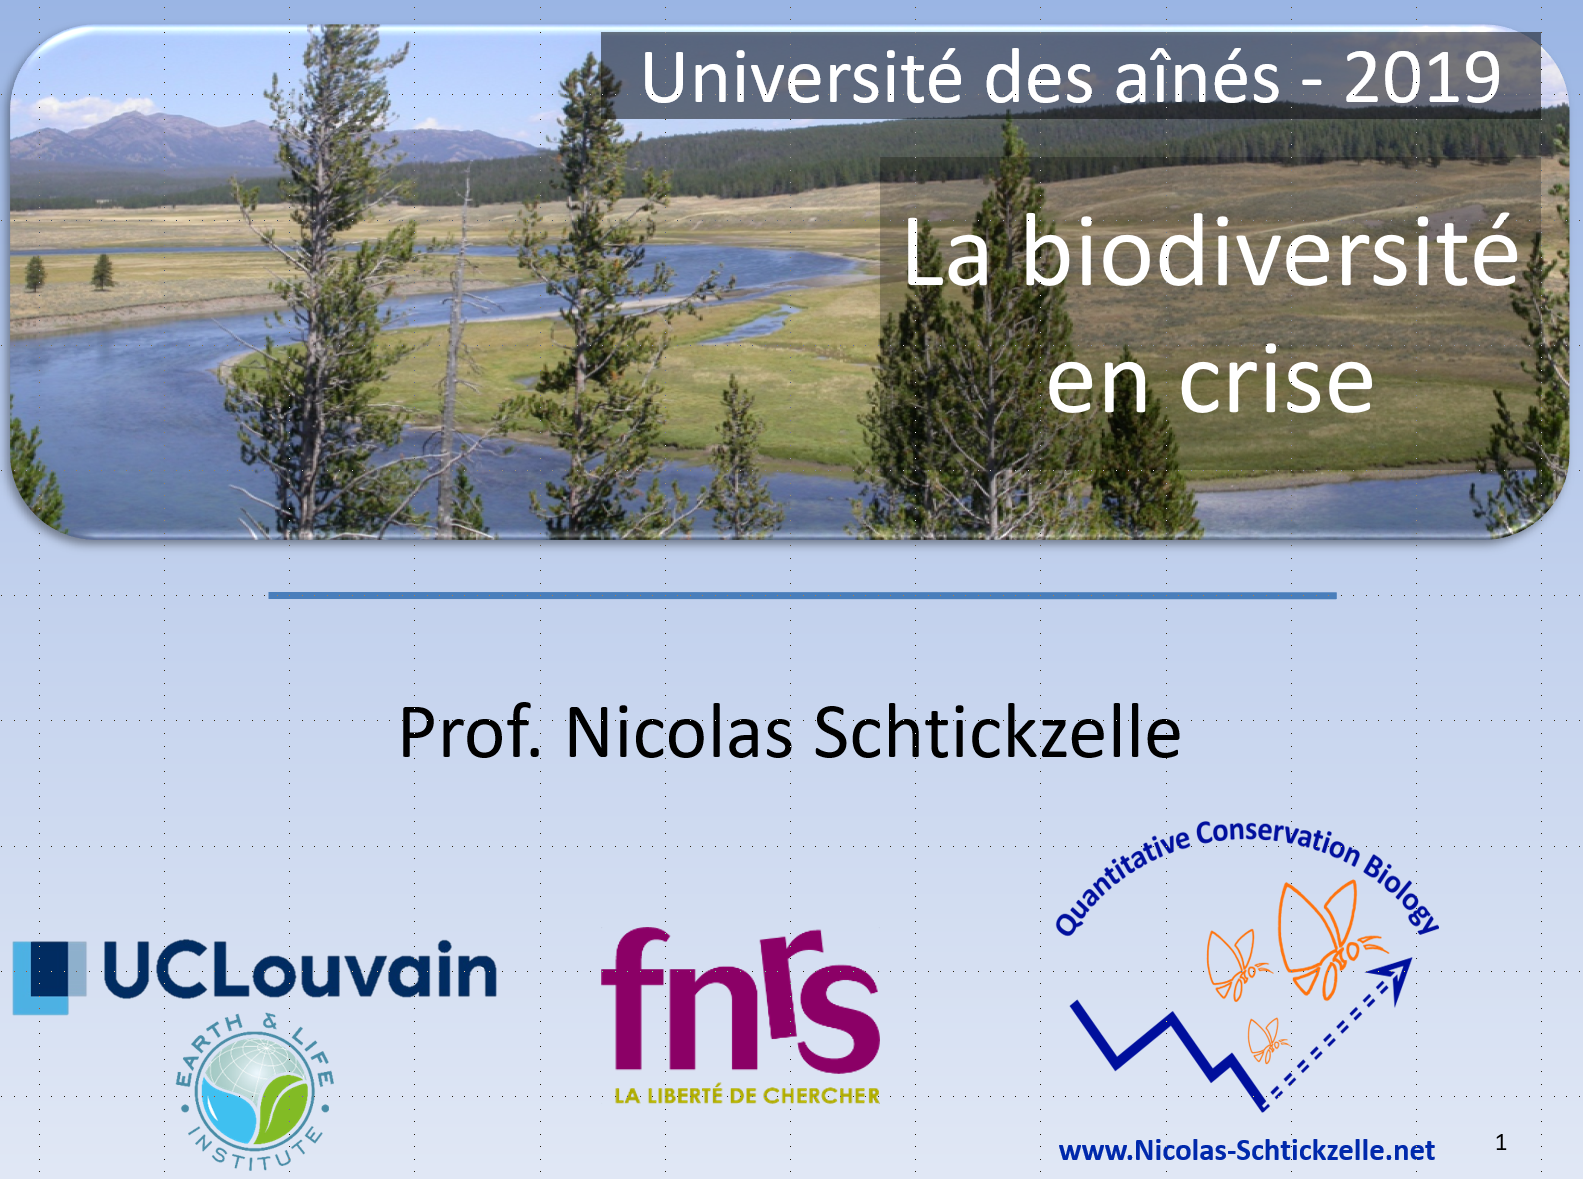 Université des aînés - 2019
La biodiversité
en crise
Prof. Nicolas Schtickzelle
UCLouvain
EARTH & LIFE
INSTITUTE
fnrs
LA LIBERTÉ DE CHERCHER
Quantitative Conservation Biology
www.Nicolas-Schtickzelle.net
1